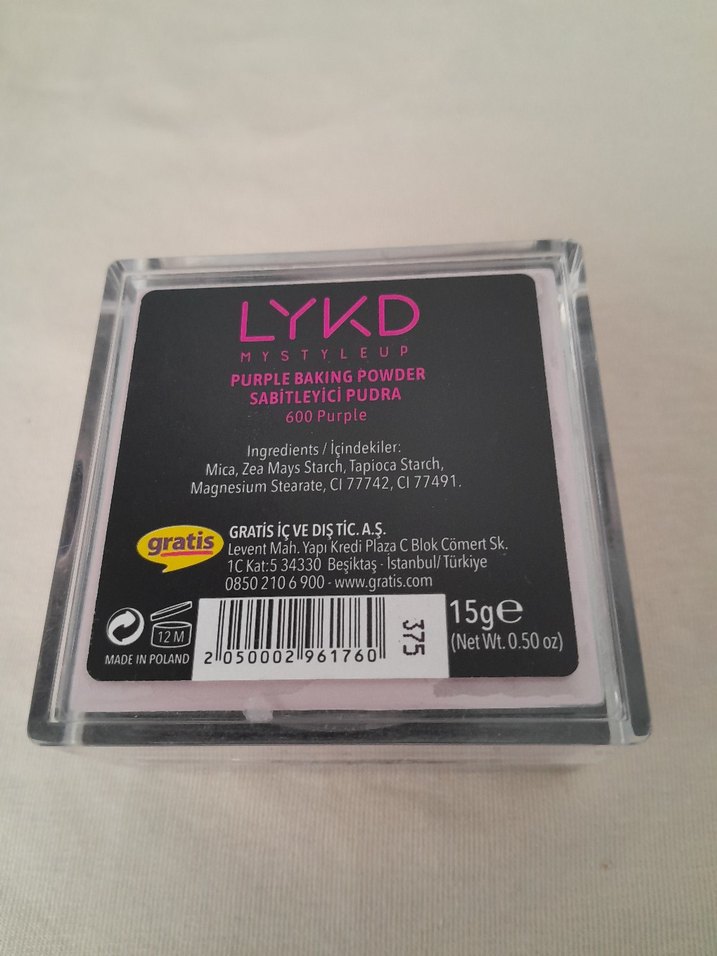 LYKD
MYSTYLEUP
PURPLE BAKING POWDER
SABİTLEYİCİ PUDRA
600 Purple
Ingredients / İçindekiler:
Mica, Zea Mays Starch, Tapioca Starch,
Magnesium Stearate, CI 77742, CI 77491.
gratis
GRATİS İÇ VE DIŞ TİC. A.Ş.
Levent Mah. Yapı Kredi Plaza C Blok Cömert Sk.
1C Kat:5 34330 Beşiktaş - İstanbul/Türkiye
0850 210 6 900 - www.gratis.com
12 M
MADE IN POLAND
2 050002 961760
375
15g℮
(Net Wt. 0.50 oz)